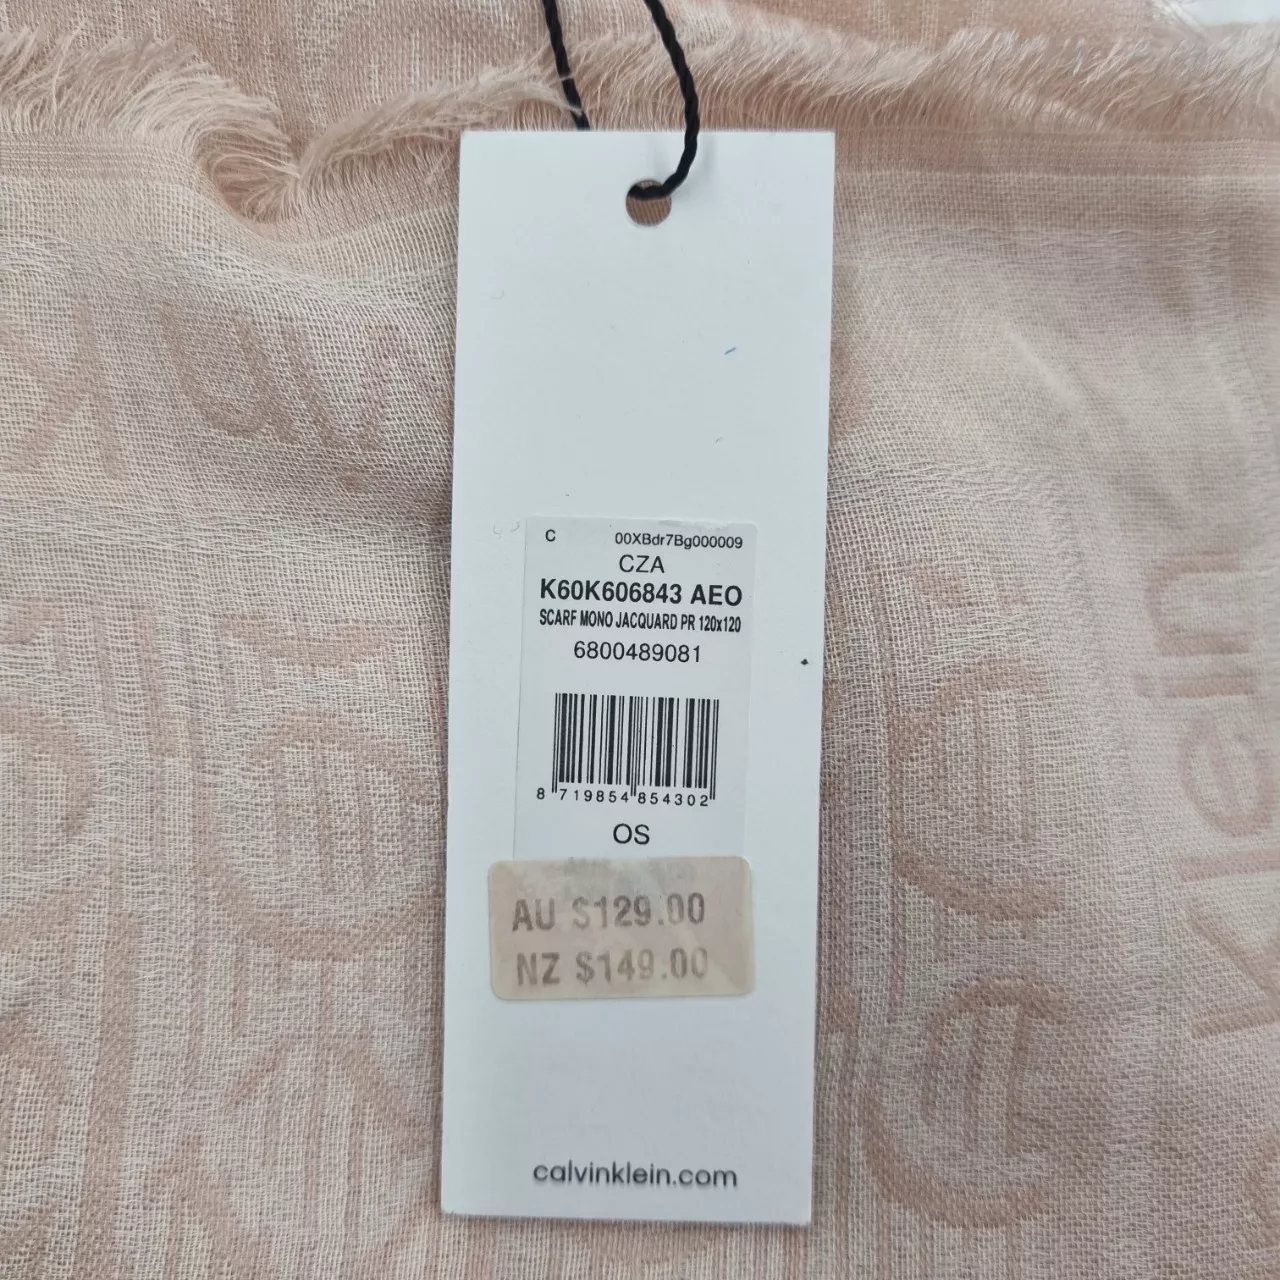 C 00XBdr7Bg000009
CZA
K60K606843 AEO
SCARF MONO JACQUARD PR 120x120
6800489081
8 719854 854302
OS
AU $129.00
NZ $149.00
calvinklein.com
Klein